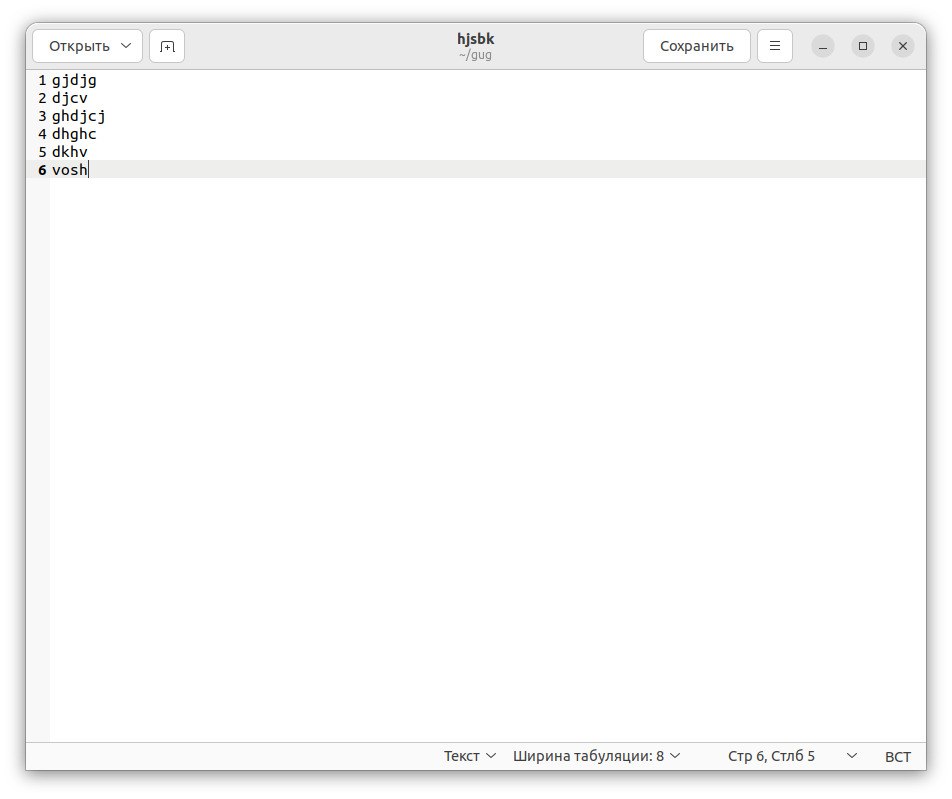 Открыть
hjsbk
~/gug
Сохранить
1 gjdjg
2 djcv
3 ghdjcj
4 dhghc
5 dkhv
6 vosh
Текст Ширина табуляции: 8 Стр 6, Стлб 5 ВСТ